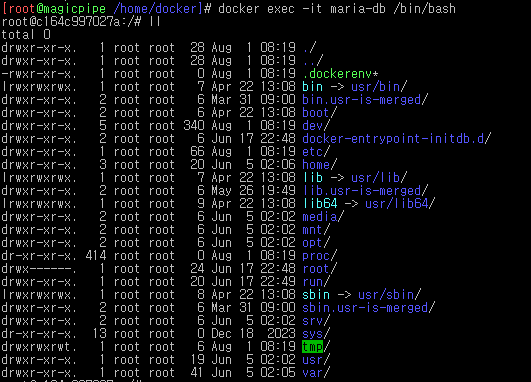 [root@magicpipe /home/docker]# docker exec -it maria-db /bin/bash
root@c164c997027a:/# ll
total 0
drwxr-xr-x.   1 root root  28 Aug  1 08:19 ./
drwxr-xr-x.   1 root root  28 Aug  1 08:19 ../
-rwxr-xr-x.   1 root root   0 Aug  1 08:19 .dockerenv*
lrwxrwxrwx.   1 root root   7 Apr 22 13:08 bin -> usr/bin/
drwxr-xr-x.   2 root root   6 Mar 31 09:00 bin.usr-is-merged/
drwxr-xr-x.   2 root root   6 Apr 22 13:08 boot/
drwxr-xr-x.   5 root root 340 Aug  1 08:19 dev/
drwxr-xr-x.   2 root root   6 Jun 17 22:48 docker-entrypoint-initdb.d/
drwxr-xr-x.   1 root root  66 Aug  1 08:19 etc/
drwxr-xr-x.   3 root root  20 Jun  5 02:06 home/
lrwxrwxrwx.   1 root root   7 Apr 22 13:08 lib -> usr/lib/
drwxr-xr-x.   2 root root   6 May 26 19:49 lib.usr-is-merged/
lrwxrwxrwx.   1 root root   9 Apr 22 13:08 lib64 -> usr/lib64/
drwxr-xr-x.   2 root root   6 Jun  5 02:02 media/
drwxr-xr-x.   2 root root   6 Jun  5 02:02 mnt/
drwxr-xr-x.   2 root root   6 Jun  5 02:02 opt/
dr-xr-xr-x. 414 root root   0 Aug  1 08:19 proc/
drwx------.   1 root root  24 Jun 17 22:48 root/
drwxr-xr-x.   1 root root  20 Jun 17 22:49 run/
lrwxrwxrwx.   1 root root   8 Apr 22 13:08 sbin -> usr/sbin/
drwxr-xr-x.   2 root root   6 Mar 31 09:00 sbin.usr-is-merged/
drwxr-xr-x.   2 root root   6 Jun  5 02:02 srv/
dr-xr-xr-x.  13 root root   0 Dec 18  2023 sys/
drwxrwxrwt.   1 root root   6 Aug  1 08:19 tmp/
drwxr-xr-x.   1 root root  19 Jun  5 02:02 usr/
drwxr-xr-x.   1 root root  41 Jun  5 02:02 var/